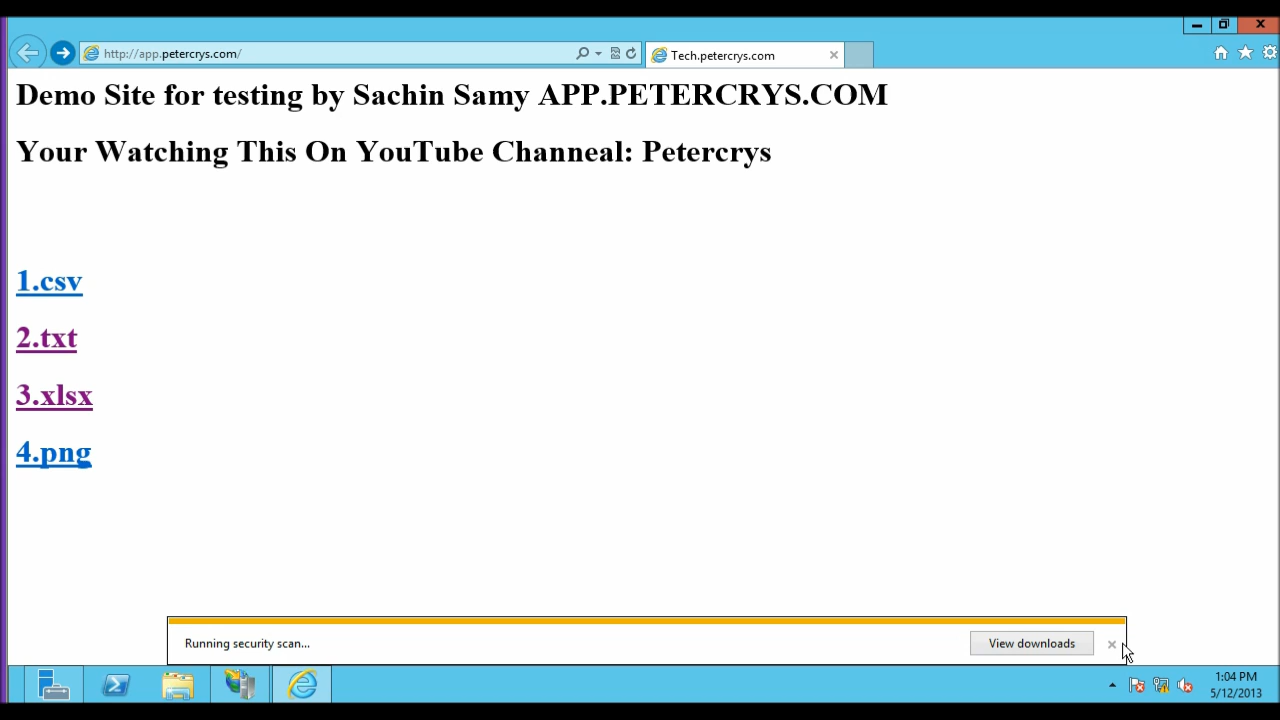 http://app.petercrys.com/
Tech.petercrys.com
Demo Site for testing by Sachin Samy APP.PETERCRYS.COM
Your Watching This On YouTube Channeal: Petercrys
1.csv
2.txt
3.xlsx
4.png
Running security scan...
View downloads
1:04 PM
5/12/2013